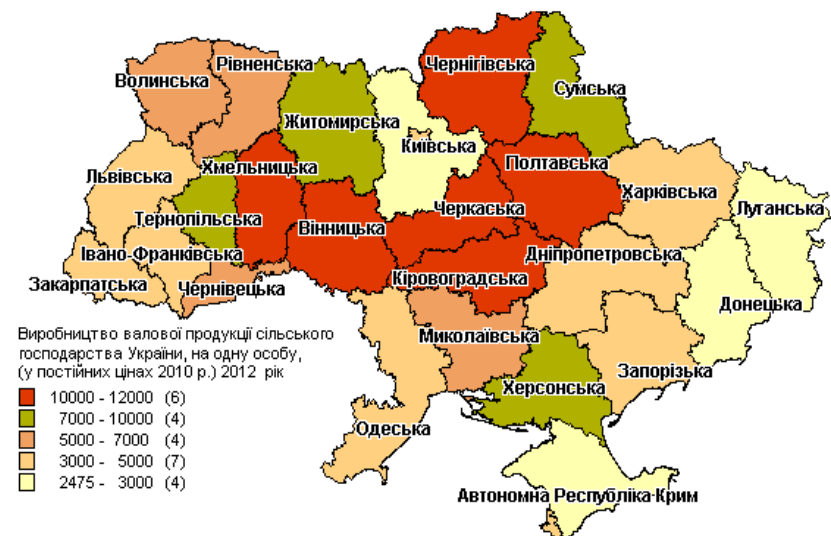 Чернігівська
Волинська
Рівненська
Сумська
Житомирська
Київська
Полтавська
Хмельницька
Львівська
Харківська
Луганська
Черкаська
Тернопільська
Вінницька
Івано-Франківська
Дніпропетровська
Закарпатська
Чернівецька
Кіровоградська
Донецька
Миколаївська
Запорізька
Херсонська
Одеська
Автономна Республіка Крим
Виробництво валової продукції сільського
господарства України, на одну особу,
(у постійних цінах 2010 р.) 2012 рік
10000 - 12000 (6)
7000 - 10000 (4)
5000 - 7000 (4)
3000 - 5000 (7)
2475 - 3000 (4)